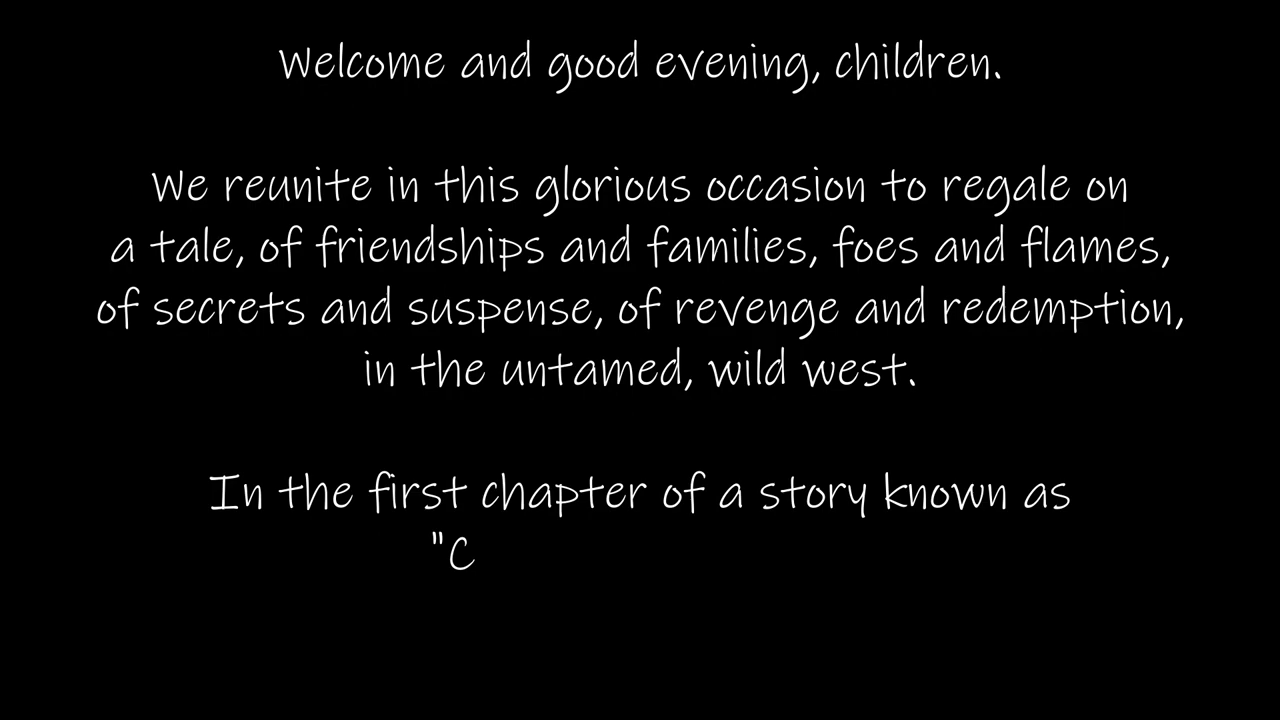 Welcome and good evening, children.
We reunite in this glorious occasion to regale on
a tale, of friendships and families, foes and flames,
of secrets and suspense, of revenge and redemption,
in the untamed, wild west.
In the first chapter of a story known as
"C